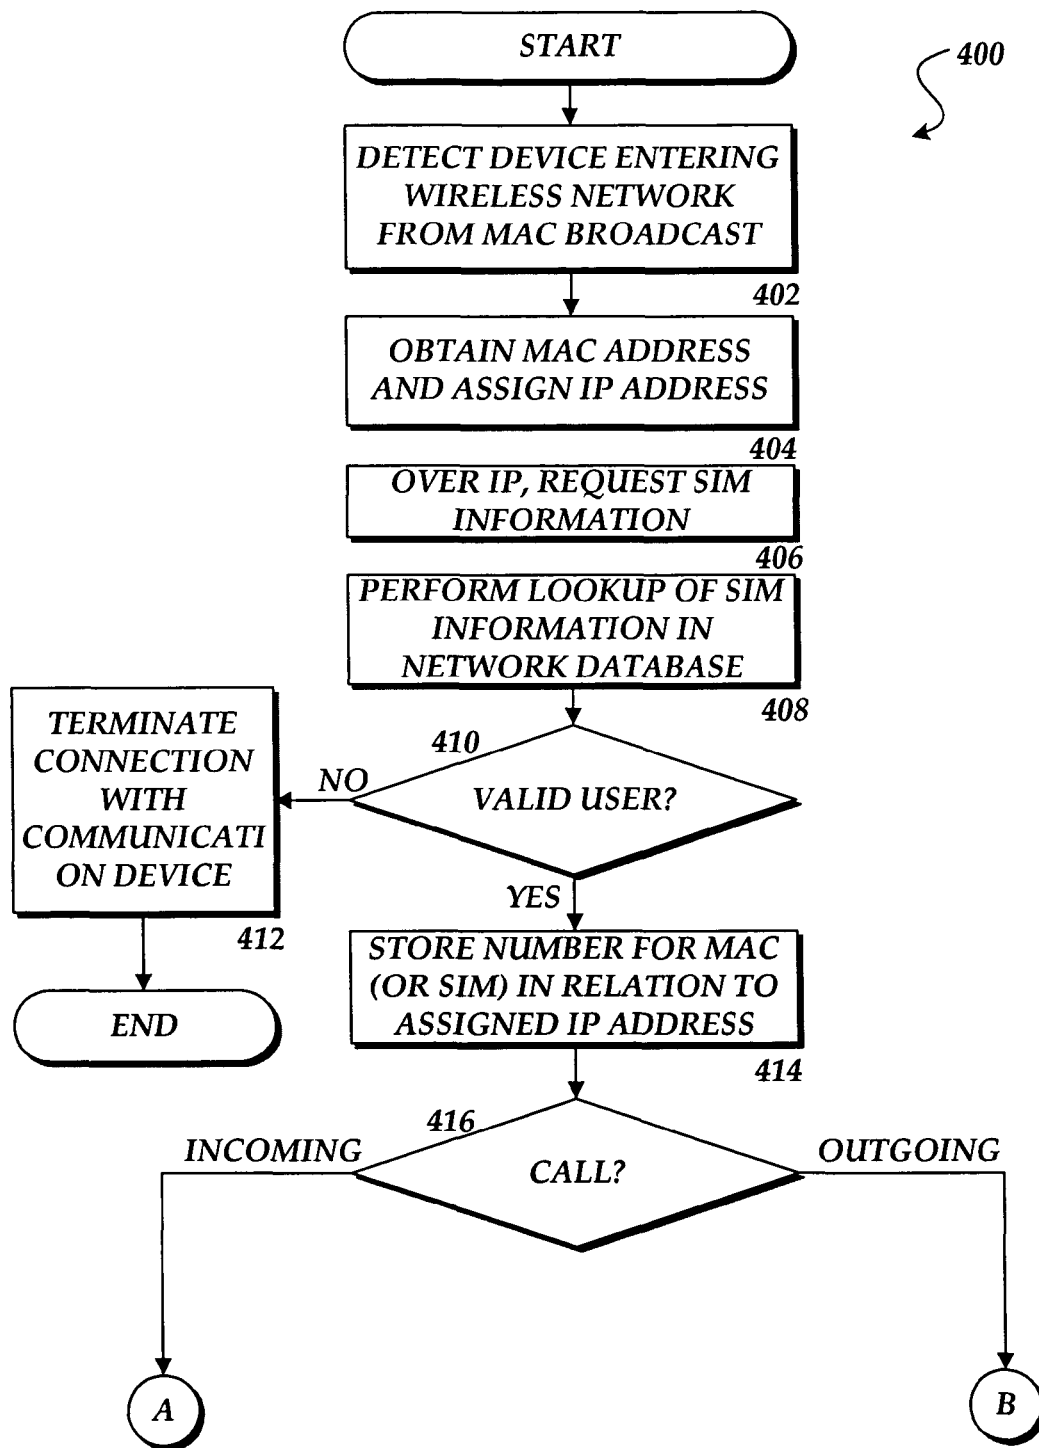 START
400
DETECT DEVICE ENTERING
WIRELESS NETWORK
FROM MAC BROADCAST
402
OBTAIN MAC ADDRESS
AND ASSIGN IP ADDRESS
404
OVER IP, REQUEST SIM
INFORMATION
406
PERFORM LOOKUP OF SIM
INFORMATION IN
NETWORK DATABASE
408
TERMINATE
CONNECTION
WITH
COMMUNICATI
ON DEVICE
412
NO
410
VALID USER?
YES
END
STORE NUMBER FOR MAC
(OR SIM) IN RELATION TO
ASSIGNED IP ADDRESS
414
416
INCOMING
CALL?
OUTGOING
A
B